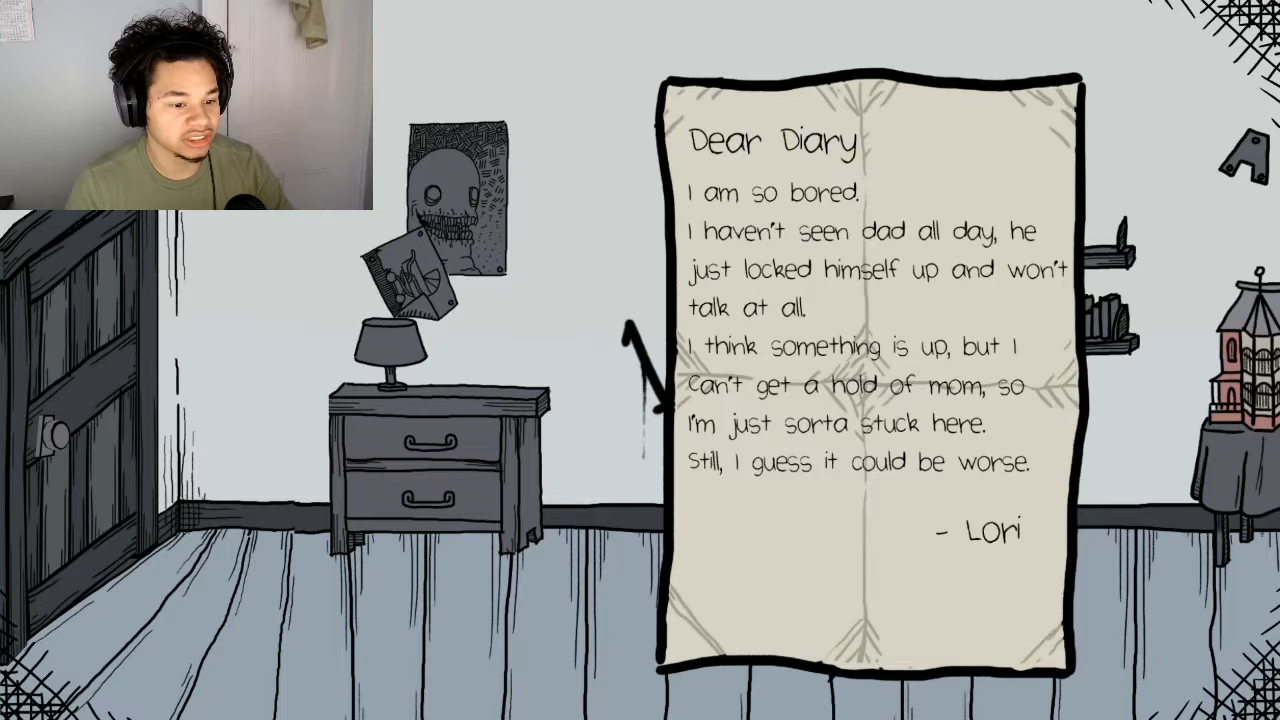 Dear Diary
I am so bored.
I haven't seen dad all day, he
just locked himself up and won't
talk at all.
I think something is up, but I
Can't get a hold of mom, so
I'm just sorta stuck here.
Still, I guess it could be worse.
- Lori